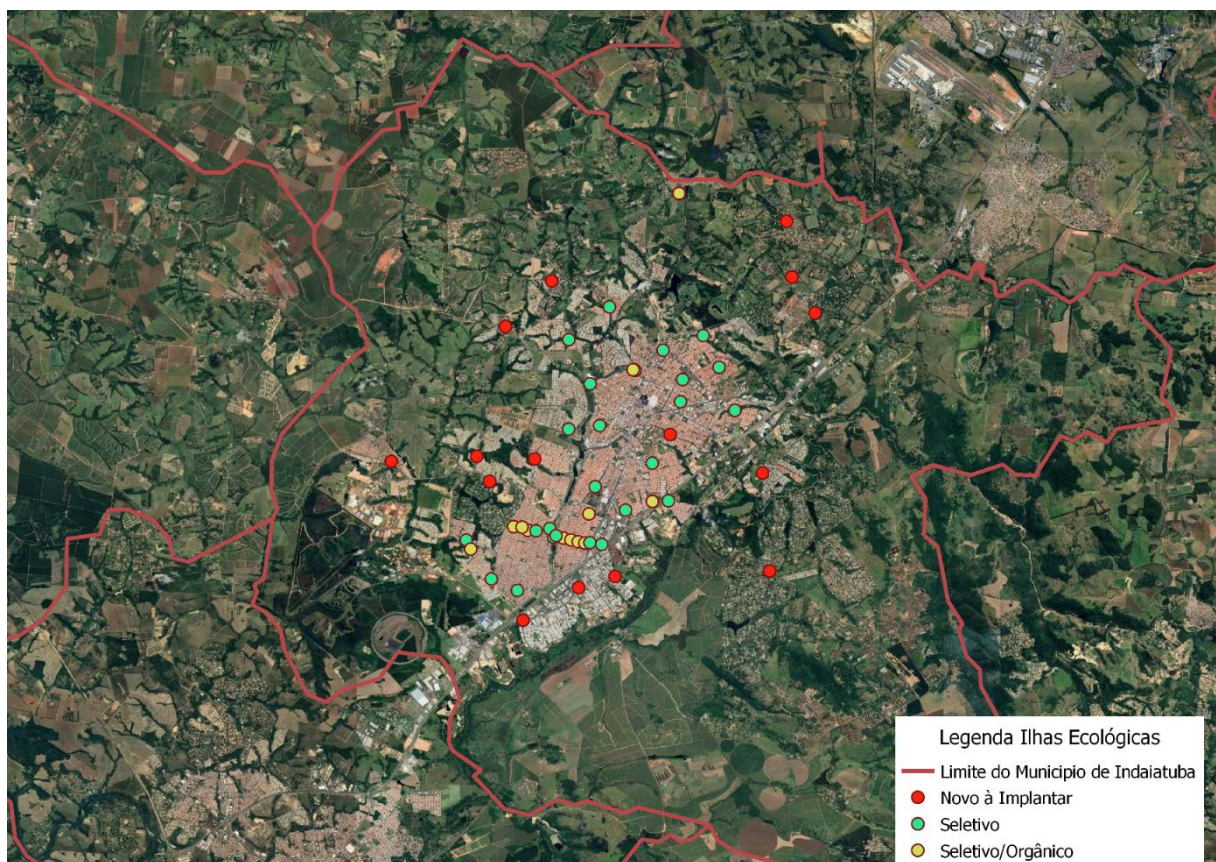 Legenda Ilhas Ecológicas
Limite do Municipio de Indaiatuba
Novo à Implantar
Seletivo
Seletivo/Orgânico